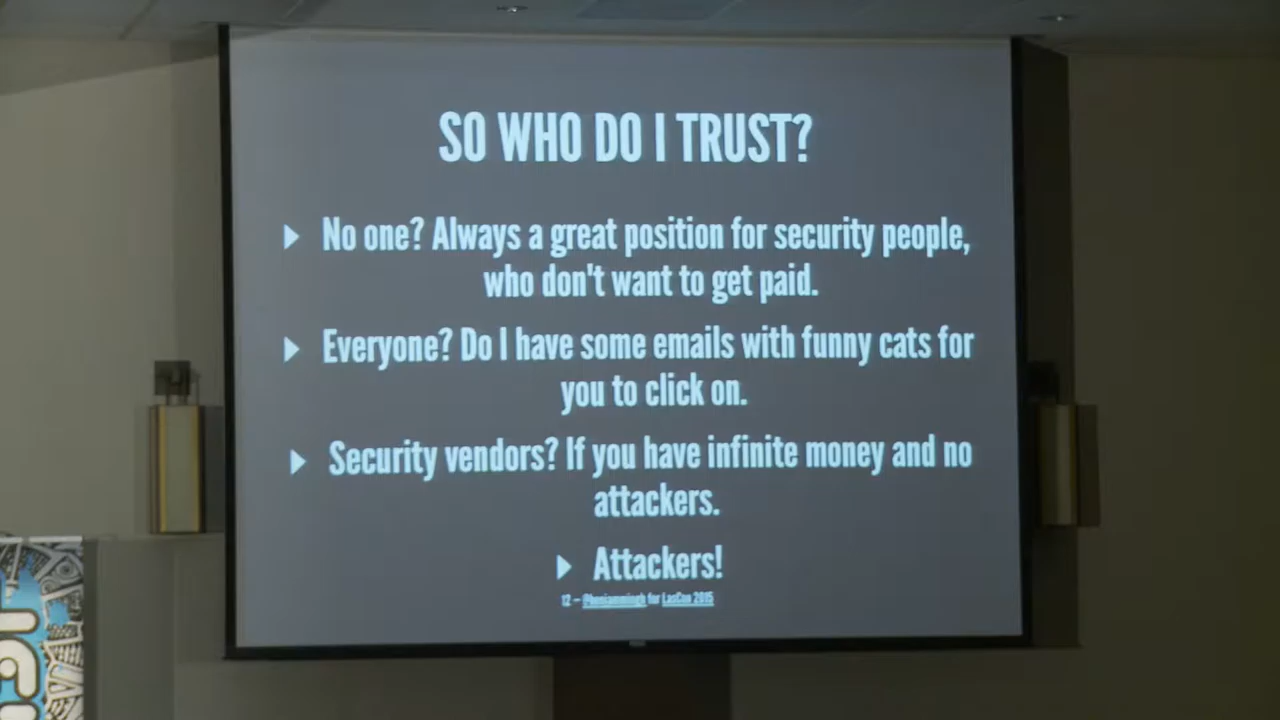 SO WHO DO I TRUST?
No one? Always a great position for security people,
who don't want to get paid.
Everyone? Do I have some emails with funny cats for
you to click on.
Security vendors? If you have infinite money and no
attackers.
Attackers!
12 — for LasCon 2015